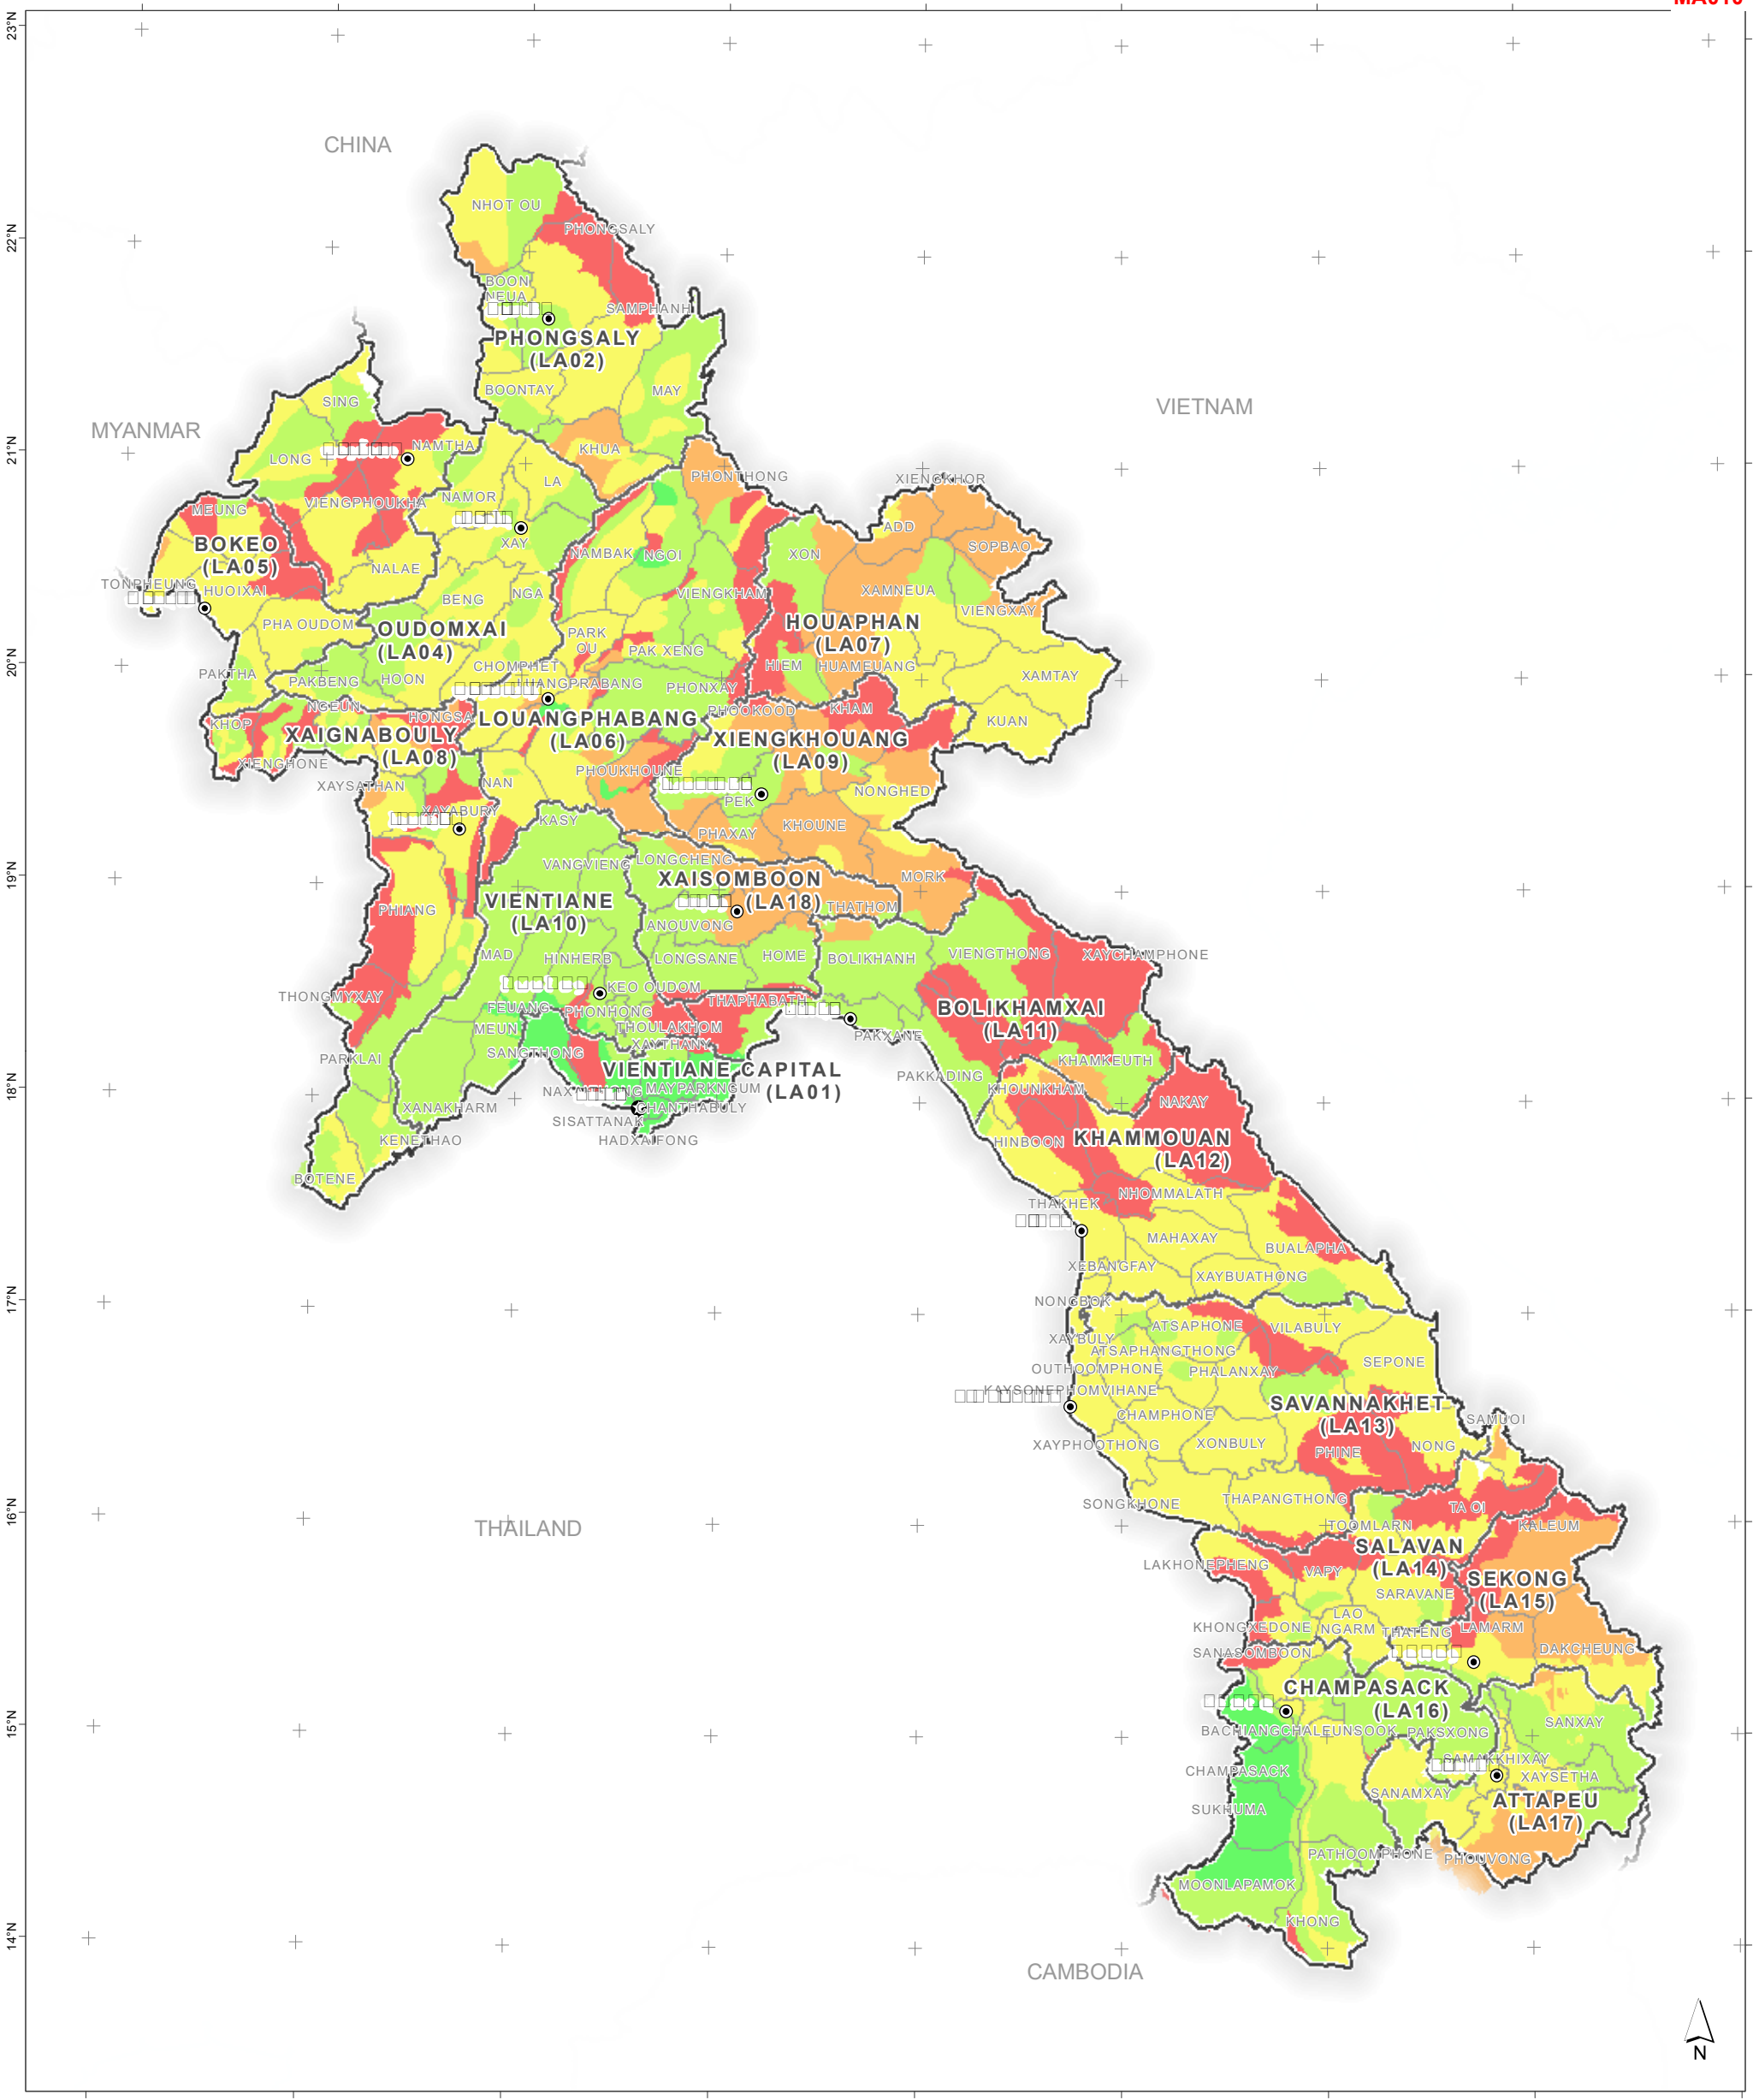 23°N
CHINA
NHOT OU
22°N
PHONGSALY
BOON
NEUA
SAMPHANH
PHONGSALY
(LA02)
BOONTAY
MAY
SING
MYANMAR
VIETNAM
21°N
NAMTHA
LONG
KHUA
PHONTHONG
XIENGKHOR
LA
NAMOR
VIENGPHOUKHA
MEUNG
ADD
BOKEO
(LA05)
XAY
NAMBAK
NGOI
XON
SOPBAO
NALAE
TONPHEUNG
HUOIXAI
BENG
NGA
VIENGKHAM
XAMNEUA
VIENGXAY
PHA OUDOM
OUDOMXAI
(LA04)
PARK
OU
HOUAPHAN
(LA07)
20°N
PAK XENG
PAKTHA
PAKBENG
HOON
CHOMPHET
HIEM
HUAMEUANG
XAMTAY
PHONXAY
NGEUN
KHOP
HONGSA
LOUANGPHABANG
(LA06)
PHOOKOOD
KHAM
KUAN
XAIGNABOULY
(LA08)
XIENGKHOUANG
(LA09)
XIENGHONE
XAYSATHAN
NAN
PHOUKHOUNE
PEK
NONGHED
XAYABURY
KASY
PHAXAY
KHOUNE
19°N
VANGVIENG
LONGCHENG
XAISOMBOON
(LA18)
MORK
VIENTIANE
(LA10)
THATHOM
PHIANG
ANOUVONG
MAD
HINHERB
LONGSANE
HOME
BOLIKHANH
VIENGTHONG
XAYCHAMPHONE
THONGMYXAY
KEO OUDOM
THAPHABATH
FEUANG
PHONHONG
BOLIKHAMXAI
(LA11)
MEUN
THOULAKHOM
XAYTHANY
PAKXANE
SANGTHONG
PARKLAI
VIENTIANE CAPITAL
(LA01)
KHAMKEUTH
18°N
PAKKADING
KHOUNKHAM
MAYPARKNGUM
NAKAY
XANAKHARM
CHANTHABULY
SISATTANAK
KENETHAO
HADXAIFONG
HINBOON
KHAMMOUAN
(LA12)
BOTENE
NHOMMALATH
THAKHEK
MAHAXAY
BUALAPHA
XEBANGFAY
XAYBUATHONG
17°N
NONGBOK
ATSAPHONE
VILABULY
XAYBULY
ATSAPHANGTHONG
SEPONE
OUTHOOMPHONE
PHALANXAY
KAYSONEPHOMVIHANE
SAVANNAKHET
(LA13)
CHAMPHONE
SAMUOI
XAYPHOOTHONG
XONBULY
PHINE
NONG
THAPANGTHONG
SONGKHONE
TA OI
16°N
THAILAND
TOOMLARN
KALEUM
SALAVAN
(LA14)
LAKHONEPHENG
VAPY
SEKONG
(LA15)
SARAVANE
LAO
NGARM
KHONGXEDONE
THATENG
LAMARM
SANASOMBOON
DAKCHEUNG
CHAMPASACK
(LA16)
15°N
BACHIANGCHALEUNSOOK
PAKSXONG
SANXAY
CHAMPASACK
SAMAKKHIXAY
XAYSETHA
SANAMXAY
SUKHUMA
ATTAPEU
(LA17)
PATHOOMPHONE
PHOUVONG
MOONLAPAMOK
KHONG
14°N
CAMBODIA
N